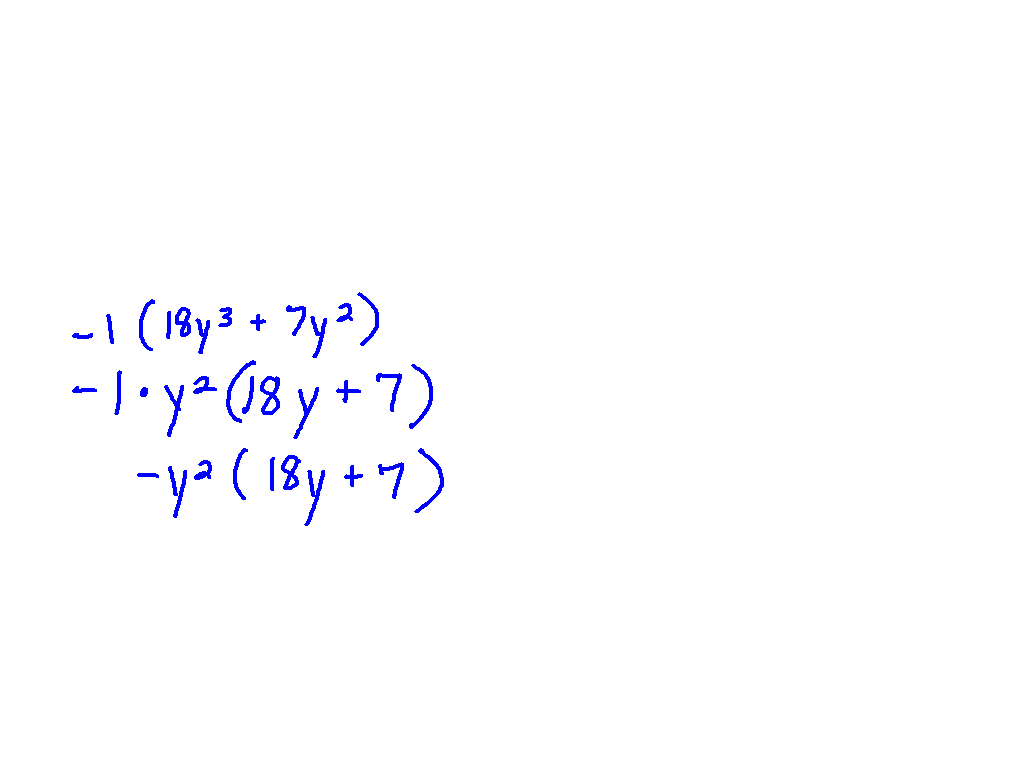 -1 (18y³ + 7y²)
-1 · y² (18y + 7)
-y² (18y + 7)